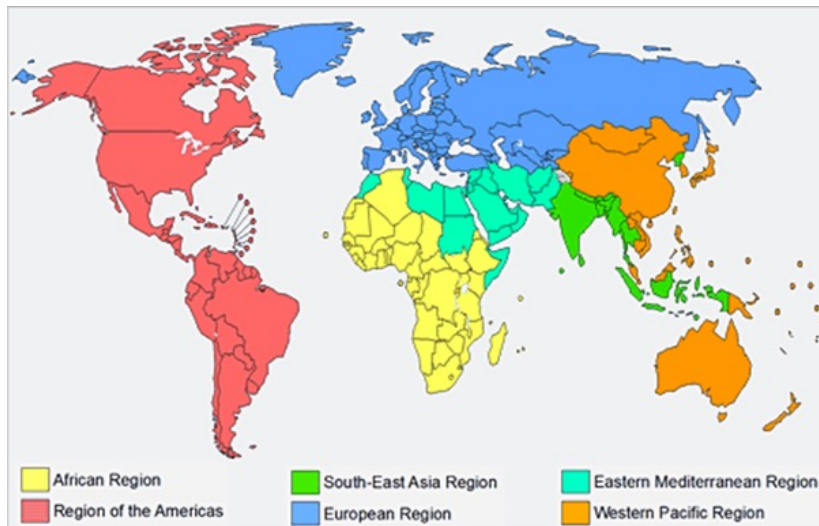 African Region
South-East Asia Region
Eastern Mediterranean Region
Region of the Americas
European Region
Western Pacific Region